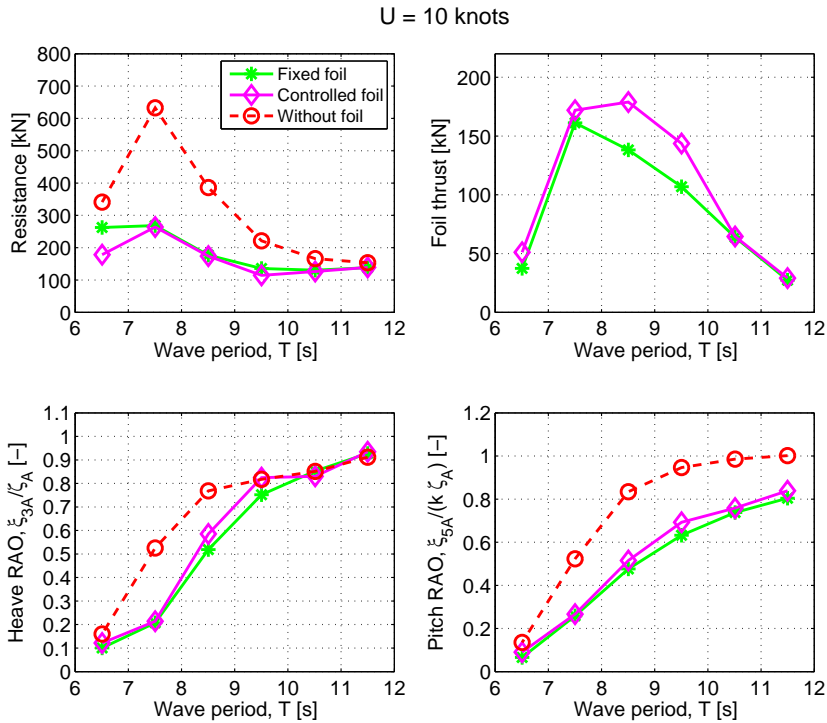 U = 10 knots
800
700
600
500
400
300
200
100
0
Resistance [kN]
Fixed foil
Controlled foil
Without foil
6 7 8 9 10 11 12
Wave period, T [s]
200
150
100
50
0
Foil thrust [kN]
6 7 8 9 10 11 12
Wave period, T [s]
1.1
1
0.9
0.8
0.7
0.6
0.5
0.4
0.3
0.2
0.1
0
Heave RAO, ξ3A/ζA [−]
6 7 8 9 10 11 12
Wave period, T [s]
1.2
1
0.8
0.6
0.4
0.2
0
Pitch RAO, ξ5A/(k ζA) [−]
6 7 8 9 10 11 12
Wave period, T [s]